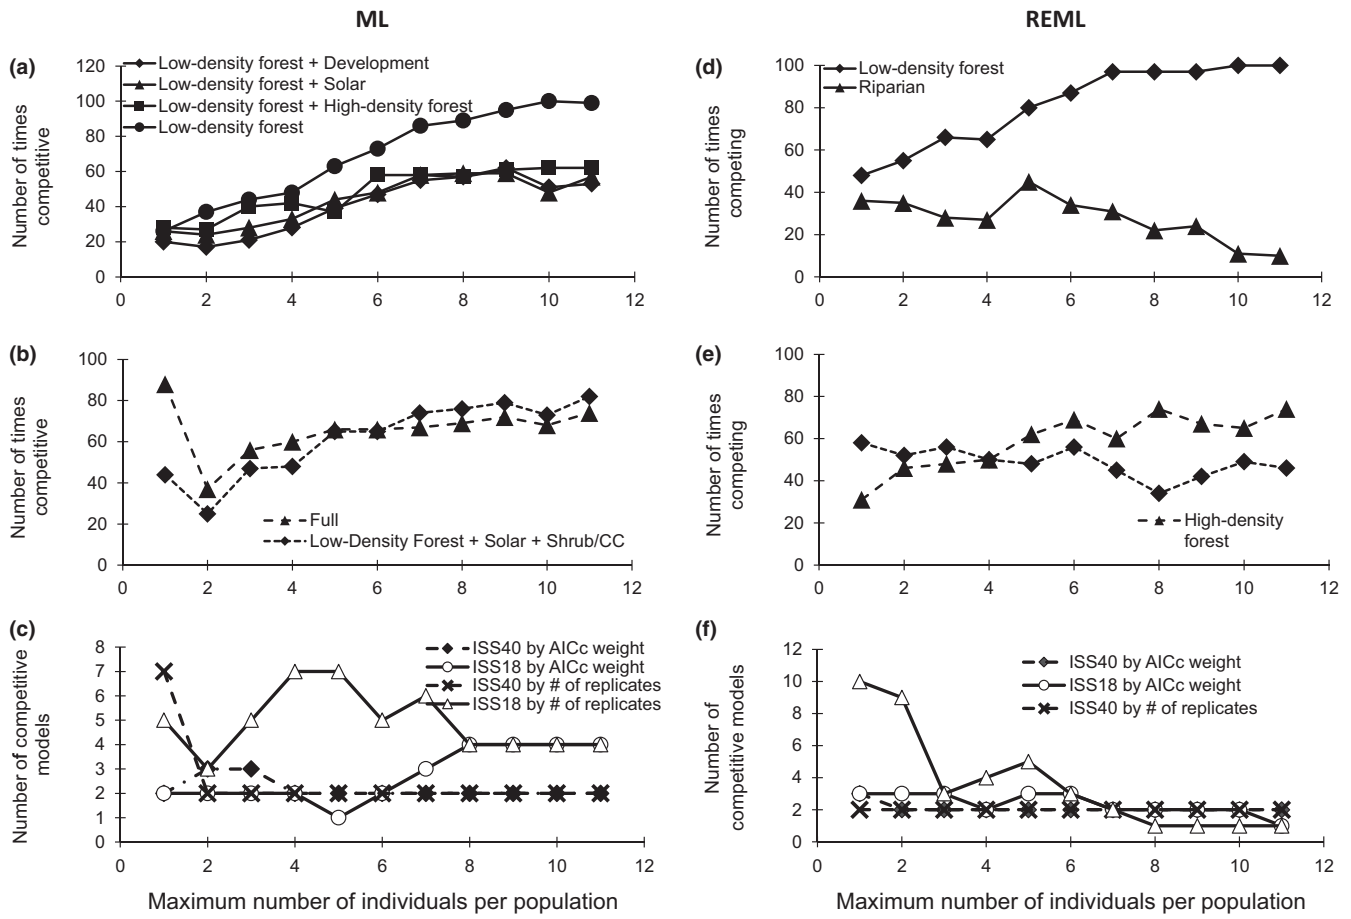 ML
REML
(a)
Number of times
competitive
120
100
80
60
40
20
0
Low-density forest + Development
Low-density forest + Solar
Low-density forest + High-density forest
Low-density forest
0 2 4 6 8 10 12
(d)
Number of times
competing
100
80
60
40
20
0
Low-density forest
Riparian
0 2 4 6 8 10 12
(b)
Number of times
competitive
100
80
60
40
20
0
Full
Low-Density Forest + Solar + Shrub/CC
0 2 4 6 8 10 12
(e)
Number of times
competing
100
80
60
40
20
0
High-density
forest
0 2 4 6 8 10 12
(c)
Number of competitive
models
8
7
6
5
4
3
2
1
0
ISS40 by AICc weight
ISS18 by AICc weight
ISS40 by # of replicates
ISS18 by # of replicates
0 2 4 6 8 10 12
Maximum number of individuals per population
(f)
Number of
competitive models
12
10
8
6
4
2
0
ISS40 by AICc weight
ISS18 by AICc weight
ISS40 by # of replicates
0 2 4 6 8 10 12
Maximum number of individuals per population